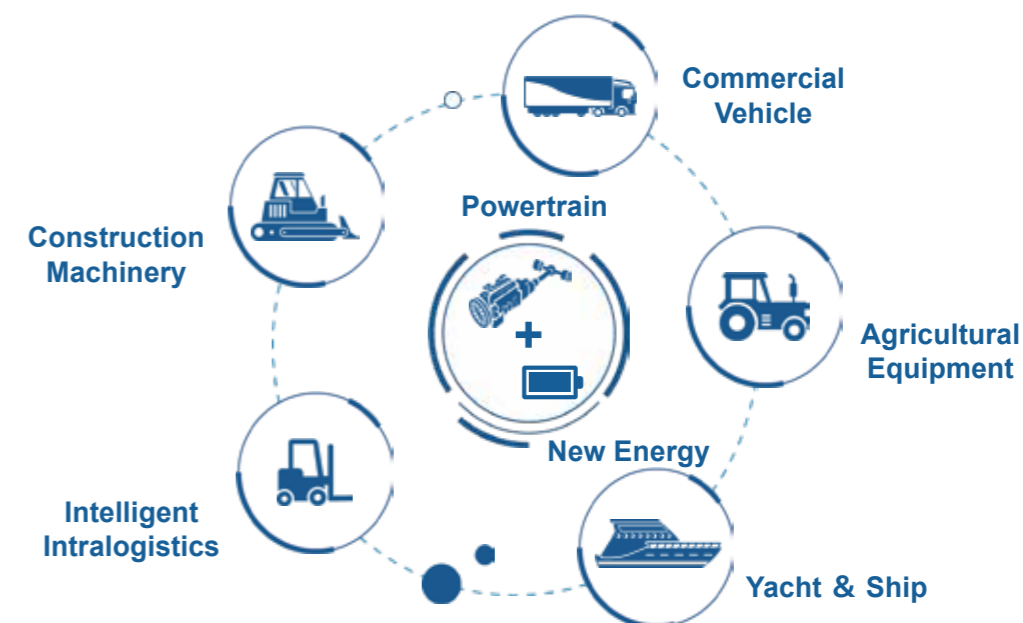 Commercial
Vehicle
Powertrain
Construction
Machinery
Agricultural
Equipment
New Energy
Intelligent
Intralogistics
Yacht & Ship